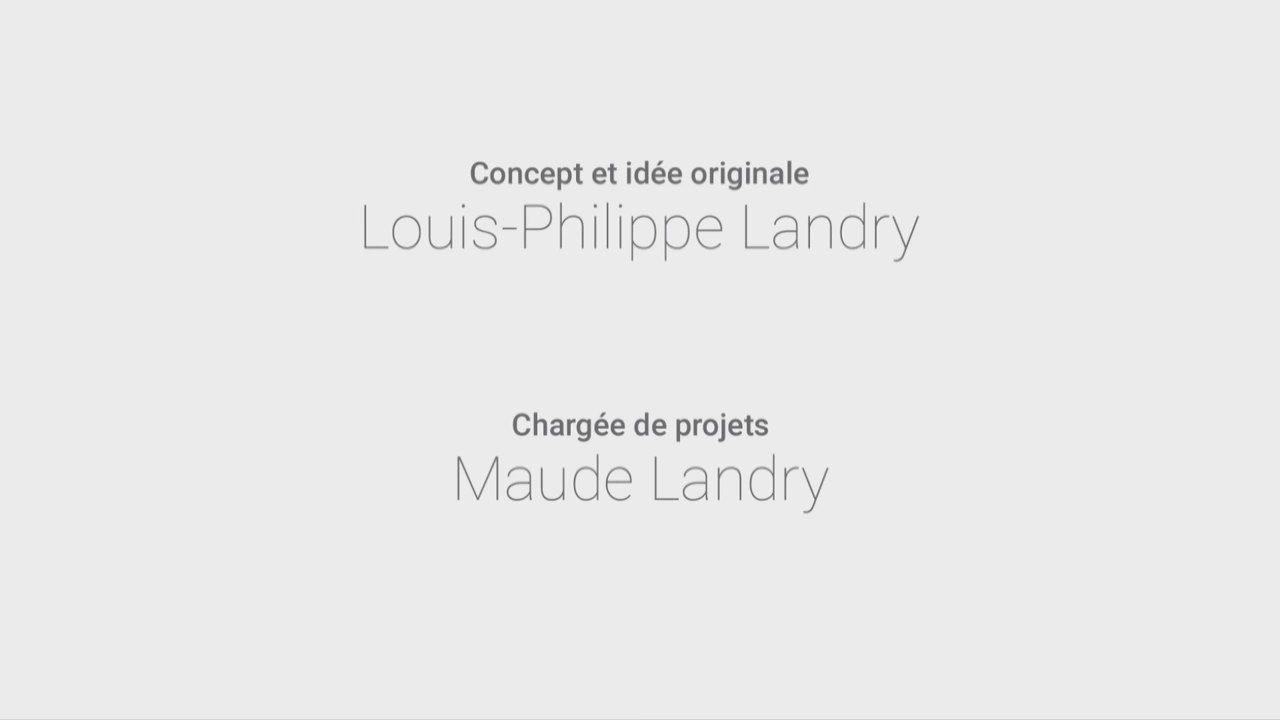 Concept et idée originale
Louis-Philippe Landry
Chargée de projets
Maude Landry